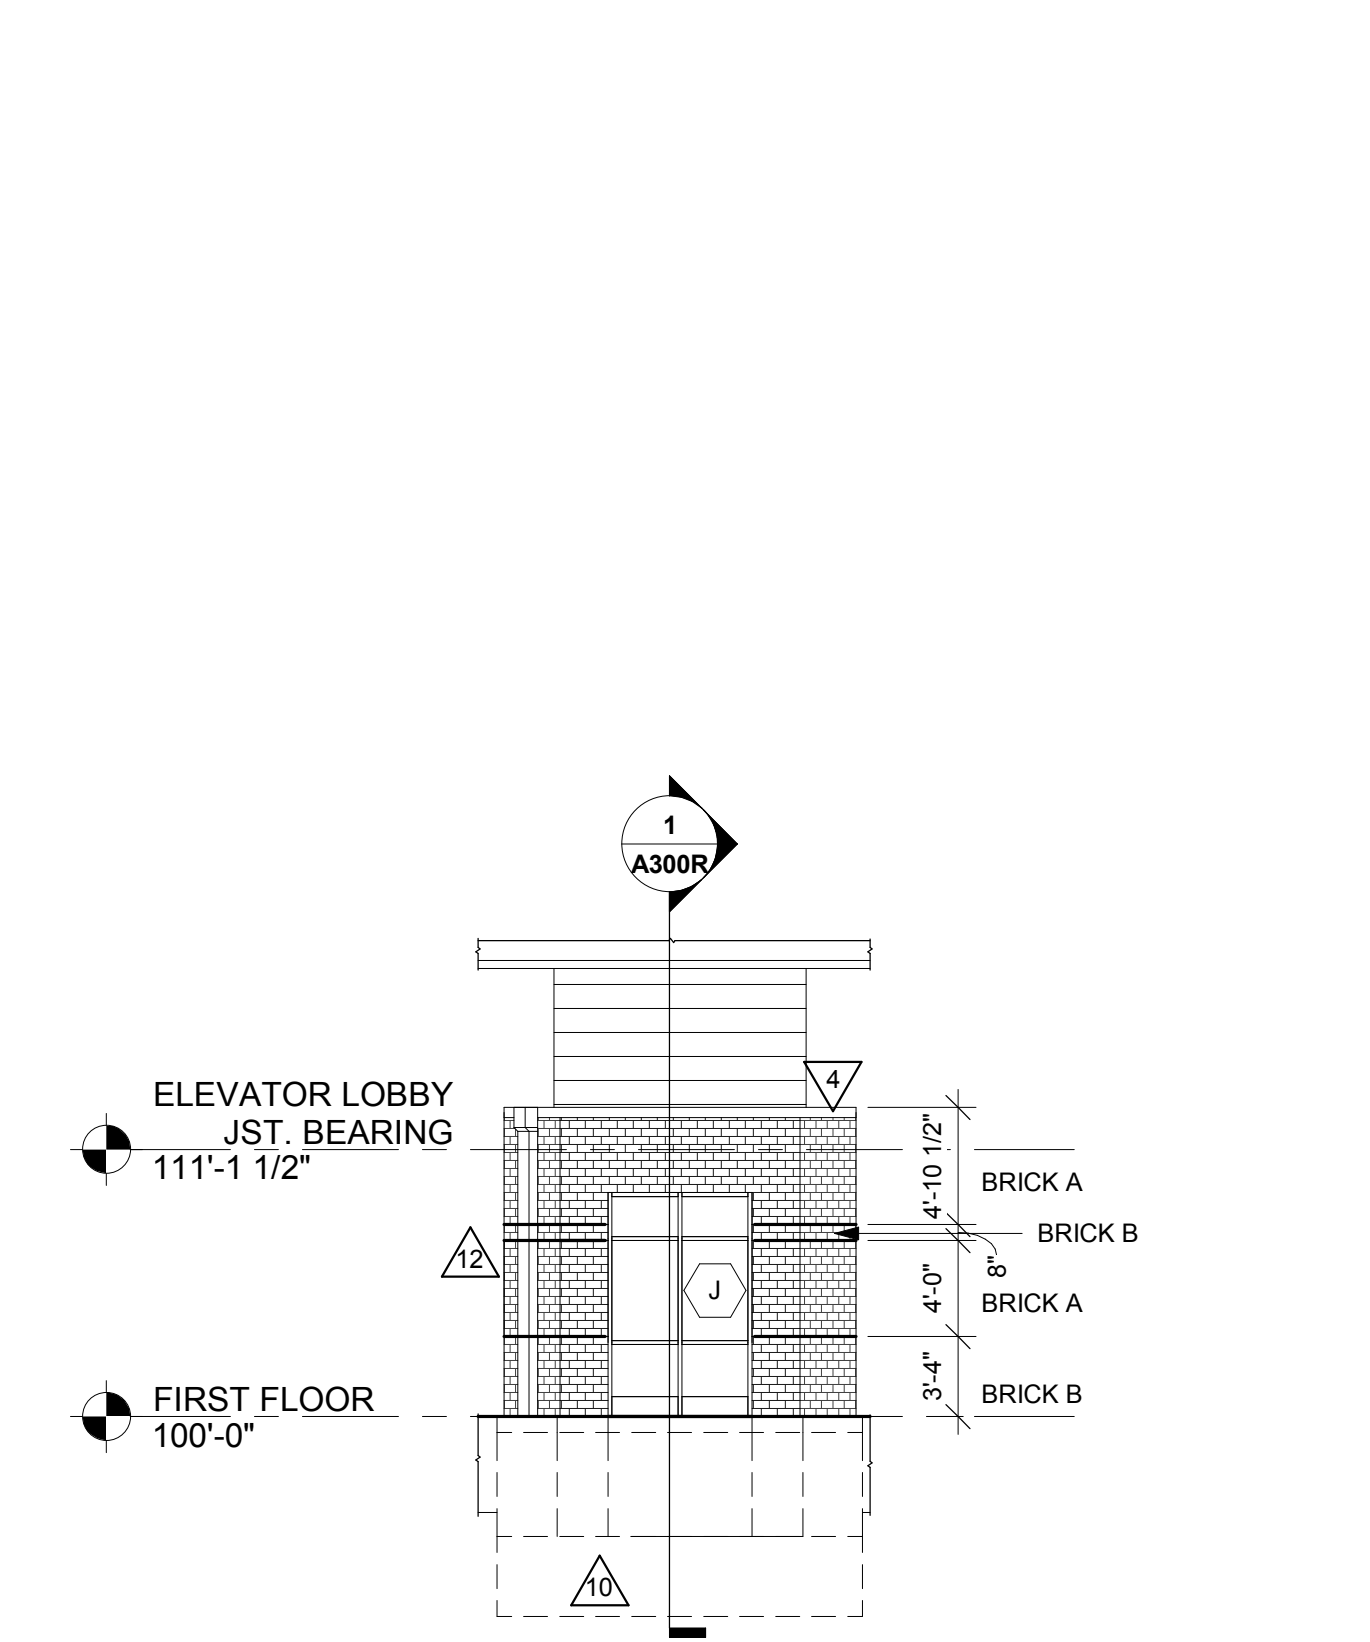 1
A300R
4
ELEVATOR LOBBY
JST. BEARING
111'-1 1/2"
4'-10 1/2"
BRICK A
BRICK B
12
8"
4'-0"
BRICK A
J
3'-4"
BRICK B
FIRST FLOOR
100'-0"
10